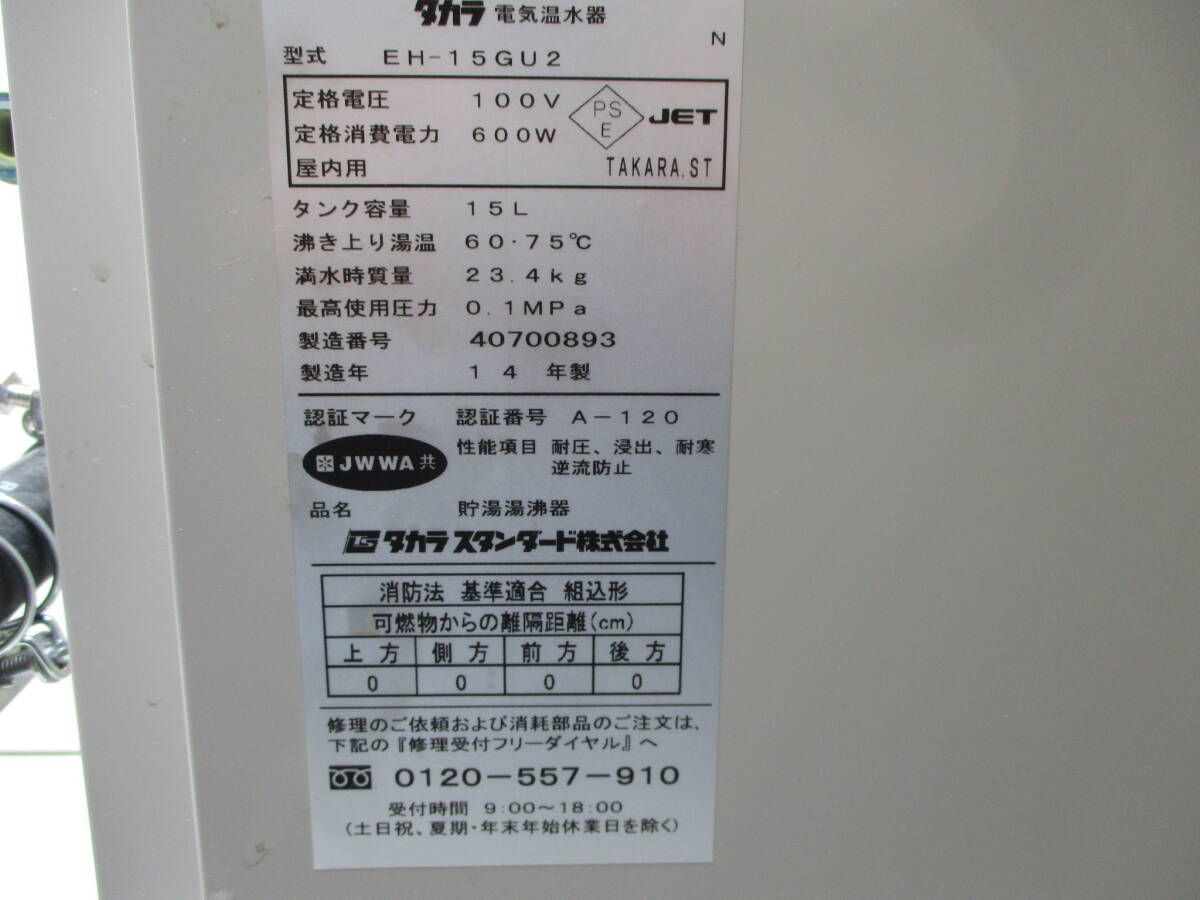 タカラ 電気温水器
N
型式 EH-15GU2
定格電圧 100V
定格消費電力 600W
屋内用
PS
E
JET
TAKARA.ST
タンク容量 15L
沸き上り湯温 60・75℃
満水時質量 23.4kg
最高使用圧力 0.1MPa
製造番号 40700893
製造年 14 年製
認証マーク 認証番号 A-120
JWWA 共
性能項目 耐圧、浸出、耐寒
逆流防止
品名 貯湯湯沸器
タカラスタンダード株式会社
消防法 基準適合 組込形
可燃物からの離隔距離(cm)
上方 側方 前方 後方
0 0 0 0
修理のご依頼および消耗部品のご注文は、
下記の『修理受付フリーダイヤル』へ
0120-557-910
受付時間 9:00~18:00
(土日祝、夏期・年末年始休業日を除く)